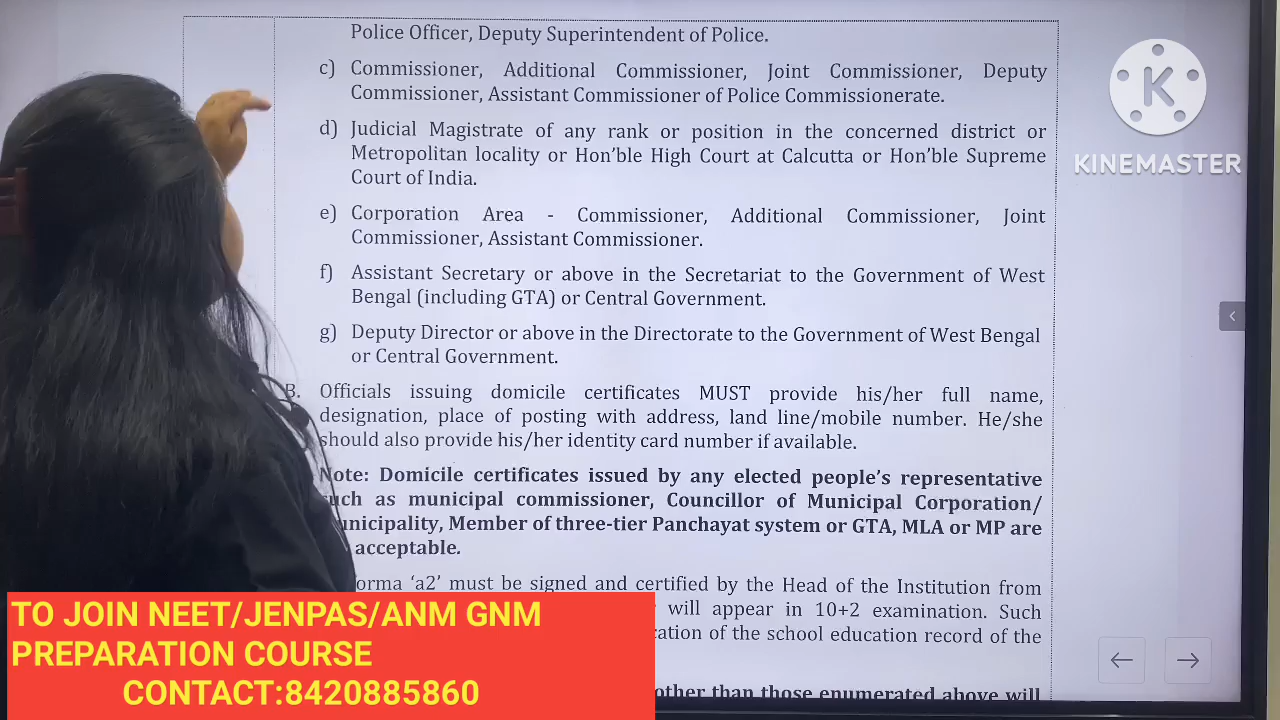 Police Officer, Deputy Superintendent of Police.
c) Commissioner, Additional Commissioner, Joint Commissioner, Deputy
Commissioner, Assistant Commissioner of Police Commissionerate.
d) Judicial Magistrate of any rank or position in the concerned district or
Metropolitan locality or Hon'ble High Court at Calcutta or Hon'ble Supreme
Court of India.
e) Corporation Area - Commissioner, Additional Commissioner, Joint
Commissioner, Assistant Commissioner.
f) Assistant Secretary or above in the Secretariat to the Government of West
Bengal (including GTA) or Central Government.
g) Deputy Director or above in the Directorate to the Government of West Bengal
or Central Government.
B. Officials issuing domicile certificates MUST provide his/her full name,
designation, place of posting with address, land line/mobile number. He/she
should also provide his/her identity card number if available.
Note: Domicile certificates issued by any elected people's representative
such as municipal commissioner, Councillor of Municipal Corporation/
Municipality, Member of three-tier Panchayat system or GTA, MLA or MP are
acceptable.
'a2' must be signed and certified by the Head of the Institution from
will appear in 10+2 examination. Such
of the school education record of the
other than those enumerated above will
K
KINEMASTER
TO JOIN NEET/JENPAS/ANM GNM
PREPARATION COURSE
CONTACT:8420885860